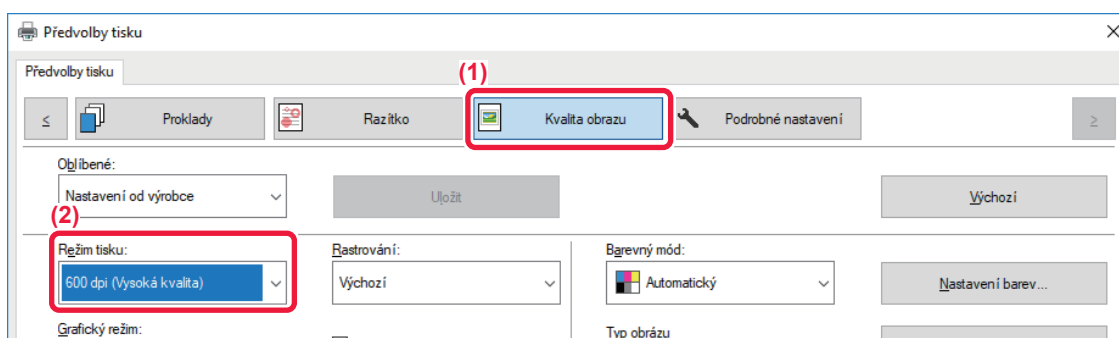 Předvolby tisku
Předvolby tisku
(1)
< Proklady Razítko Kvalita obrazu Podrobné nastavení >
Oblíbené:
Nastavení od výrobce Uložit Výchozí
(2)
Režim tisku: Rastrování: Barevný mód:
600 dpi (Vysoká kvalita) Výchozí Automatický Nastavení barev...
Grafický režim: Typ obrázu